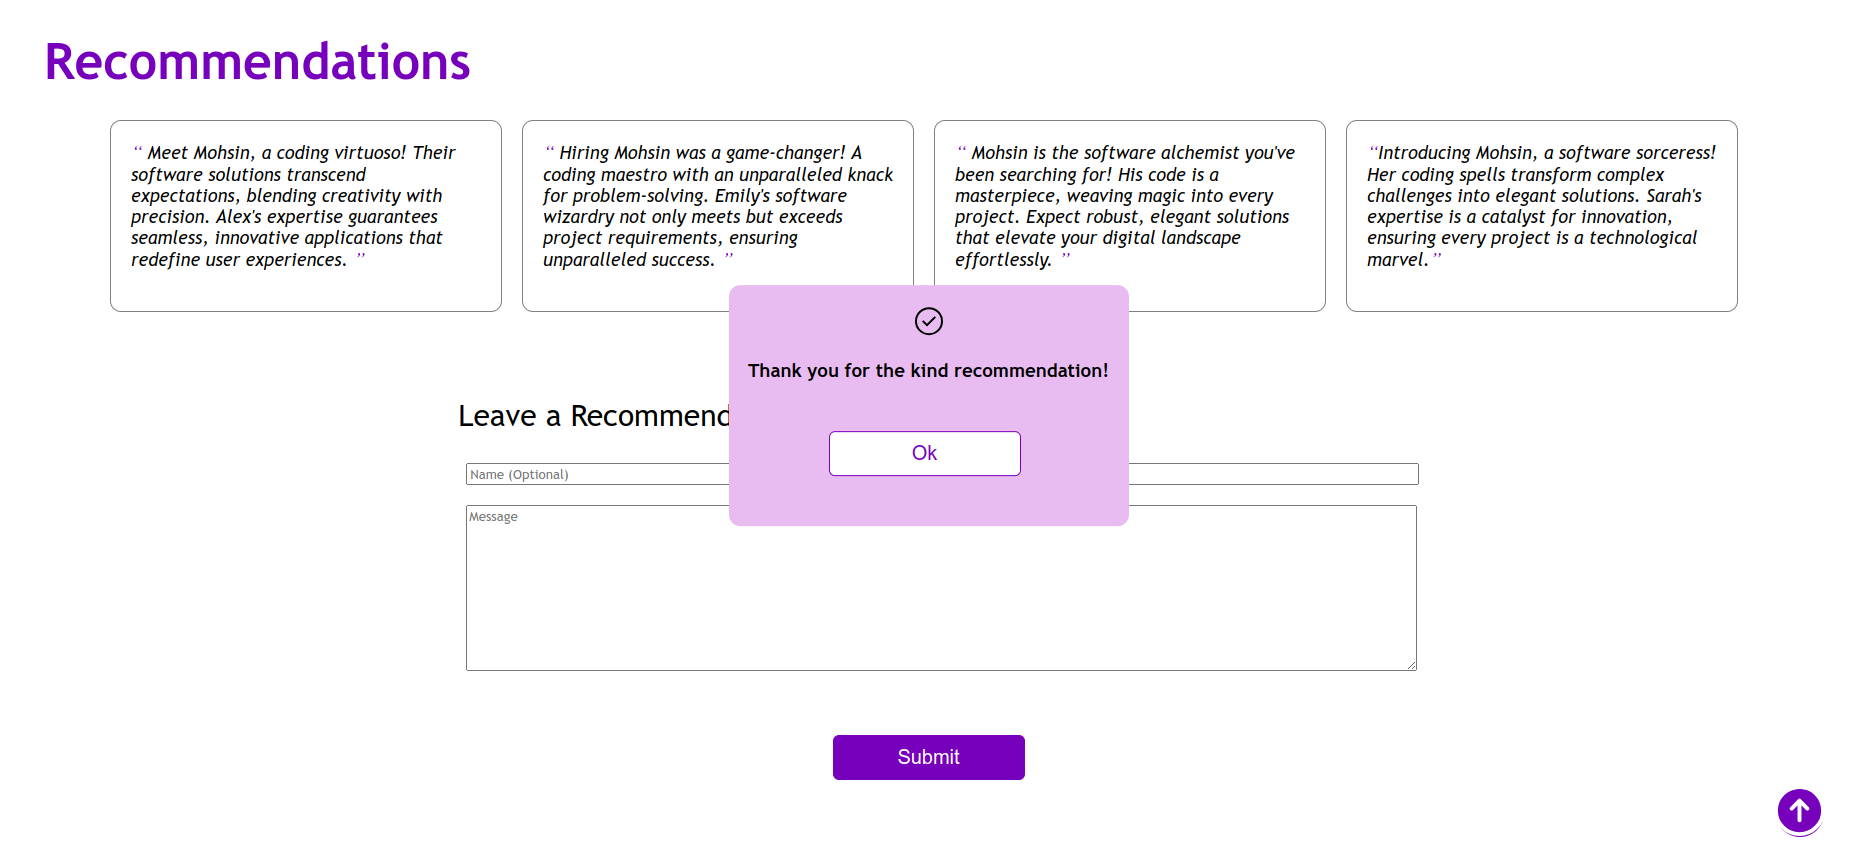 Recommendations
“ Meet Mohsin, a coding virtuoso! Their
software solutions transcend
expectations, blending creativity with
precision. Alex's expertise guarantees
seamless, innovative applications that
redefine user experiences. ”
“ Hiring Mohsin was a game-changer! A
coding maestro with an unparalleled knack
for problem-solving. Emily's software
wizardry not only meets but exceeds
project requirements, ensuring
unparalleled success. ”
“ Mohsin is the software alchemist you've
been searching for! His code is a
masterpiece, weaving magic into every
project. Expect robust, elegant solutions
that elevate your digital landscape
effortlessly. ”
“Introducing Mohsin, a software sorceress!
Her coding spells transform complex
challenges into elegant solutions. Sarah's
expertise is a catalyst for innovation,
ensuring every project is a technological
marvel.”
Thank you for the kind recommendation!
Ok
Leave a Recommend
Name (Optional)
Message
Submit